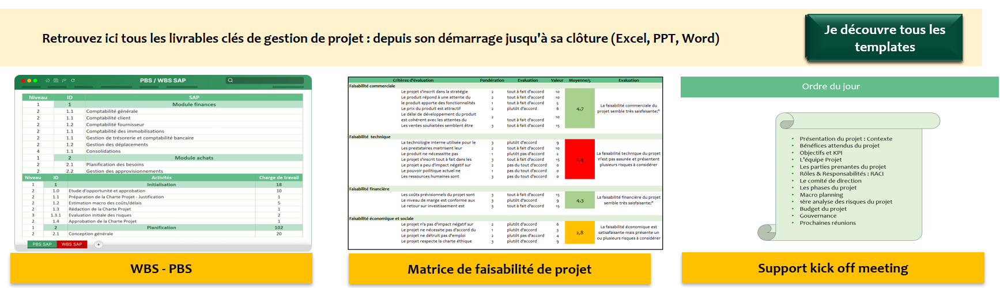 Retrouvez ici tous les livrables clés de gestion de projet : depuis son démarrage jusqu'à sa clôture (Excel, PPT, Word)
Je découvre tous les
templates
PBS / WBS SAP
Niveau ID SAP
1 1 Module finances
2 1.1 Comptabilité générale
2 1.1 Comptabilité client
2 1.2 Comptabilité fournisseur
2 1.1 Comptabilité des immobilisations
2 1.1 Gestion de trésorerie et comptabilité bancaire
2 1.2 Gestion des déplacements
4 1.1 Consolidations
1 2 Module achats
2 2.1 Planification des besoins
2 2.2 Gestion des approvisionnements
Niveau ID Activités Charge de travail
1 1 Initialisation 18
2 1.0 Etude d'opportunité et approbation 10
2 1.1 Préparation de la Charte Projet - Justification 1
2 1.2 Estimation macro des coûts/délais 5
2 1.3 Rédaction de la Charte Projet 1
3 1.3.1 Evaluation initiale des risques 2
2 1.4 Approbation de la Charte Projet 1
1 2 Planification 102
2 2.1 Conception générale 20
PBS SAP WBS SAP +
WBS - PBS
Critères d'évaluation Pondération Evaluation Valeur Moyenne/5 Evaluation
Faisabilité commerciale
Le projet s'inscrit dans la stratégie 2 tout à fait d'accord 10
Le produit répond à une attente du 2 tout à fait d'accord 10
le produit apporte des fonctionnalités 1 tout à fait d'accord 5
Le prix du produit est attractif 2 plutôt d'accord 6
Le délai de développement du produit
est cohérent avec les attentes du 2 tout à fait d'accord 10
Les ventes souhaitées semblent être 3 tout à fait d'accord 15
4,7
La faisabilité commerciale du
projet semble très saisfaisante;"
Faisabilité technique
La technologie interne utilisée pour le 3 plutôt d'accord 9
Les prestataires maitrisent leur 2 tout à fait d'accord 10
Le produit ne nécesssitte pas 1 plutôt pas d'accord 2
Le projet s'inscrit tout à fait dans les 3 tout à fait d'accord 15
Le projet a peu d'impact négatif sur 2 pas du tout d'accord 0
Le pouvoir poilitique actuel ne 1 pas du tout d'accord 0
Les ressources humaines sont 3 pas du tout d'accord 0
2,4
La faisabilité technique du projet
n'est pas assurée et présentent
plusieurs risques à considérer
Faisabilité financière
Les coûts prévisionnels du projet sont 3 tout à fait d'accord 15
Le niveau de marge est conforme aux 3 plutôt d'accord 9
Le retour sur investissement est 3 tout à fait d'accord 15
4,3
La faisabilité financière du projet
semble très saisfaisante;"
Faisabilité économique et sociale
Le projet n'a pas d'impact négatif sur 2 plutôt d'accord 6
Le projet ne nécessite pas d'accord du 1 plutôt d'accord 3
Le projet ne détruit pas d'emploi 2 plutôt pas d'accord 4
Le projet respecte la charte éthique 3 plutôt d'accord 9
2,8
La faisabilité économique est
satisafaisante mais présente un
ou plusieurs risques à considérer
Matrice de faisabilité de projet
Ordre du jour
• Présentation du projet : Contexte
• Bénéfices attendus du projet
• Objectifs et KPI
• L'équipe Projet
• Les parties prenantes du projet
• Rôles & Responsabilités : RACI
• Le comité de direction
• Les phases du projet
• Macro planning
• 1ère analyse des risques du projet
• Budget du projet
• Gouvernance
• Prochaines réunions
Support kick off meeting